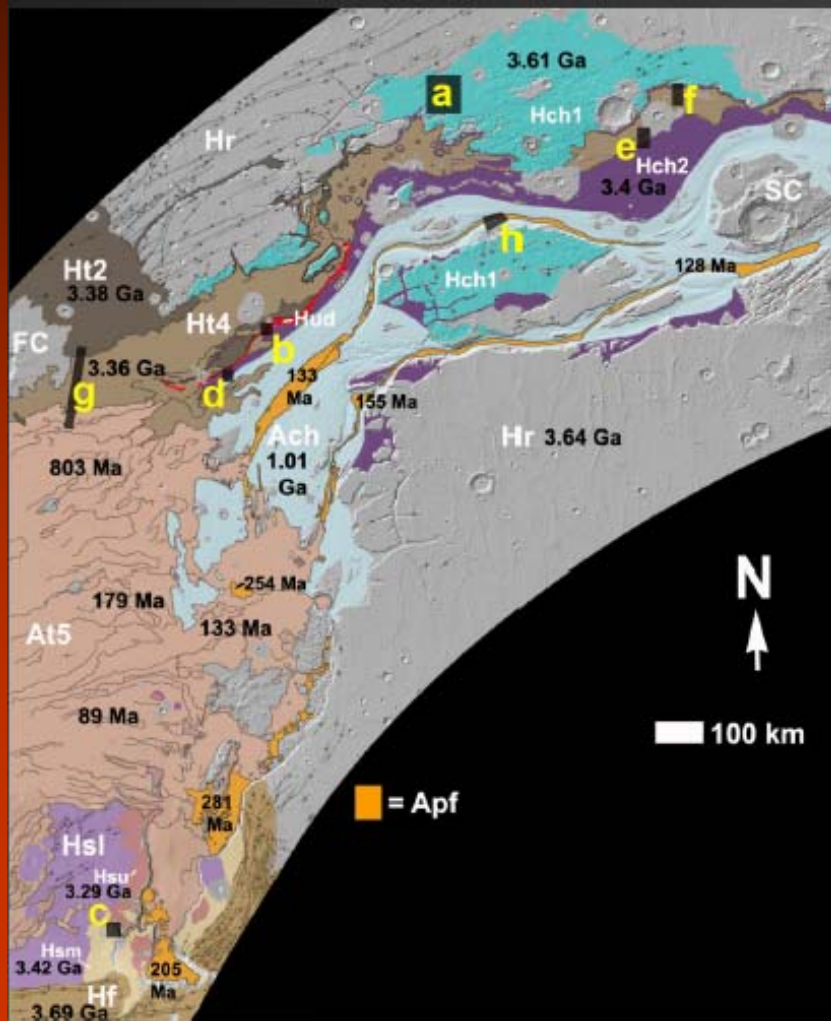 3.61 Ga
a
f
Hr
Hch1
e
Hch2
3.4 Ga
SC
h
Ht2
3.38 Ga
Hch1
128 Ma
Hud
Ht4
FC
b
3.36 Ga
g
d
133
Ma
155 Ma
Ach
1.01
Ga
Hr 3.64 Ga
803 Ma
N
254 Ma
179 Ma
133 Ma
At5
89 Ma
100 km
281
Ma
= Apf
Hsl
Hsu
3.29 Ga
c
Hsm
3.42 Ga
205
Ma
Hf
3.69 Ga